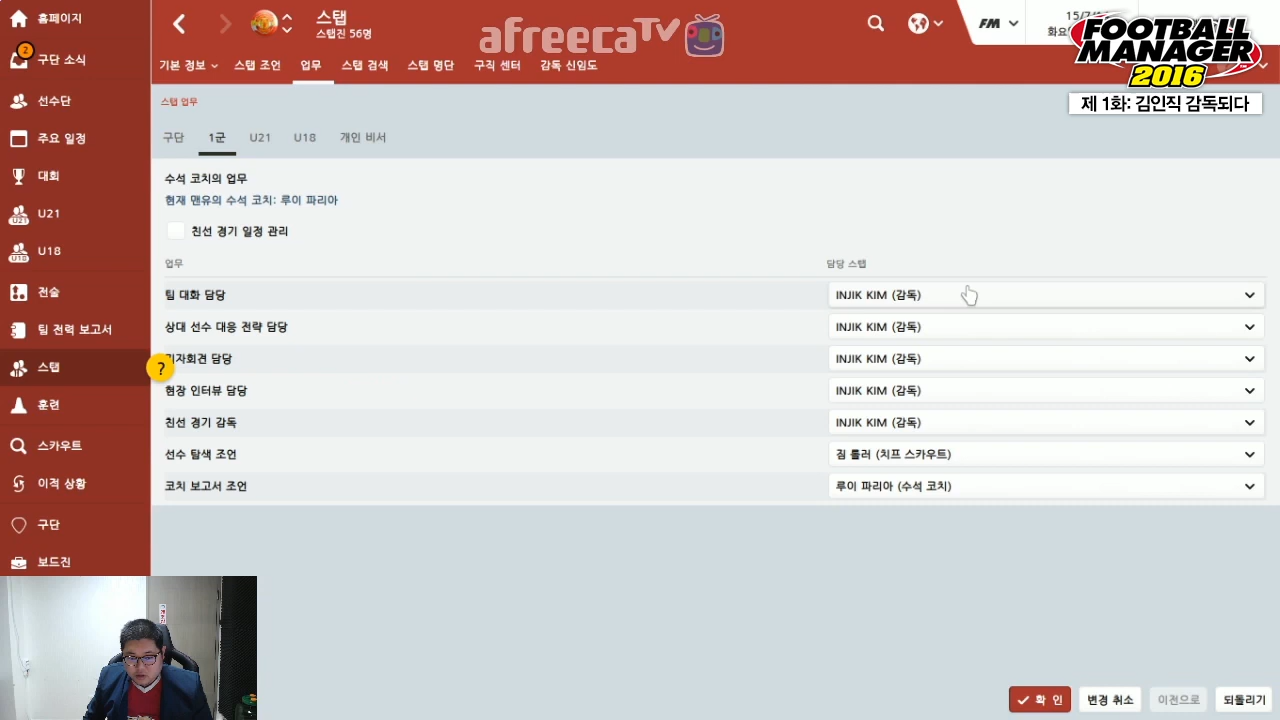 홈페이지
2
구단 소식
선수단
주요 일정
대회
U21
U18
전술
팀 전력 보고서
스탭
훈련
스카우트
이적 상황
구단
보드진
스탭
스탭진 56명
afreecaTV
FM
15/7/
FOOTBALL
MANAGER
2016
제 1화: 김인직 감독되다
기본 정보 스탭 조언 업무 스탭 검색 스탭 명단 구직 센터 감독 신임도
스탭 업무
구단 1군 U21 U18 개인 비서
수석 코치의 업무
현재 맨유의 수석 코치: 루이 파리아
친선 경기 일정 관리
업무 담당 스탭
팀 대화 담당 INJIK KIM (감독)
상대 선수 대응 전략 담당 INJIK KIM (감독)
?
기자회견 담당 INJIK KIM (감독)
현장 인터뷰 담당 INJIK KIM (감독)
친선 경기 감독 INJIK KIM (감독)
선수 탐색 조언 짐 롤러 (치프 스카우트)
코치 보고서 조언 루이 파리아 (수석 코치)
확 인 변경 취소 이전으로 되돌리기